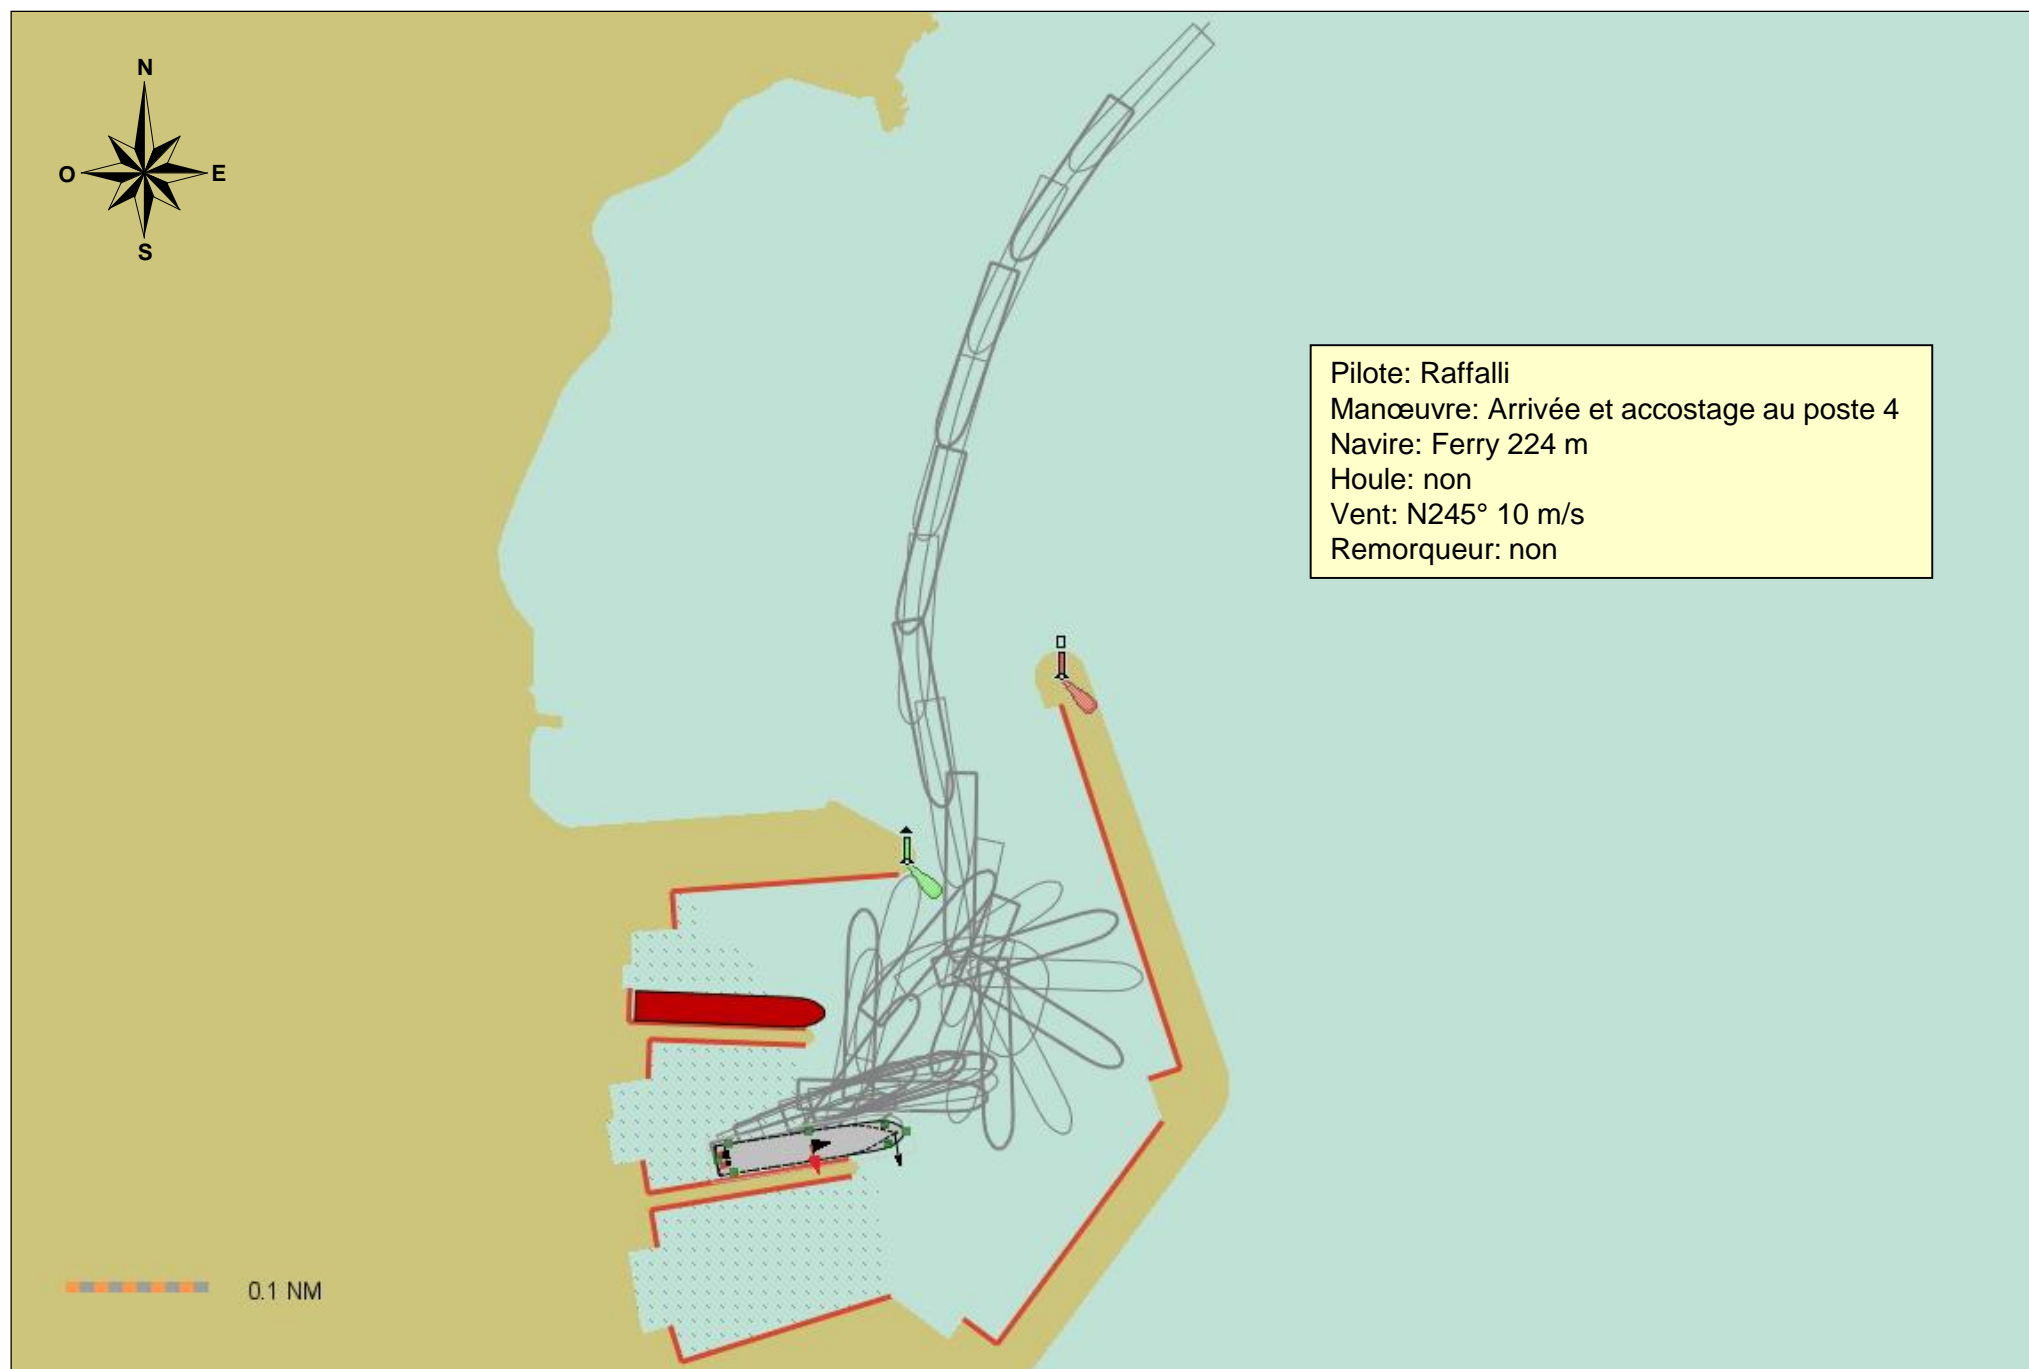 N
O
E
S
Pilote: Raffalli
Manœuvre: Arrivée et accostage au poste 4
Navire: Ferry 224 m
Houle: non
Vent: N245° 10 m/s
Remorqueur: non
0.1 NM